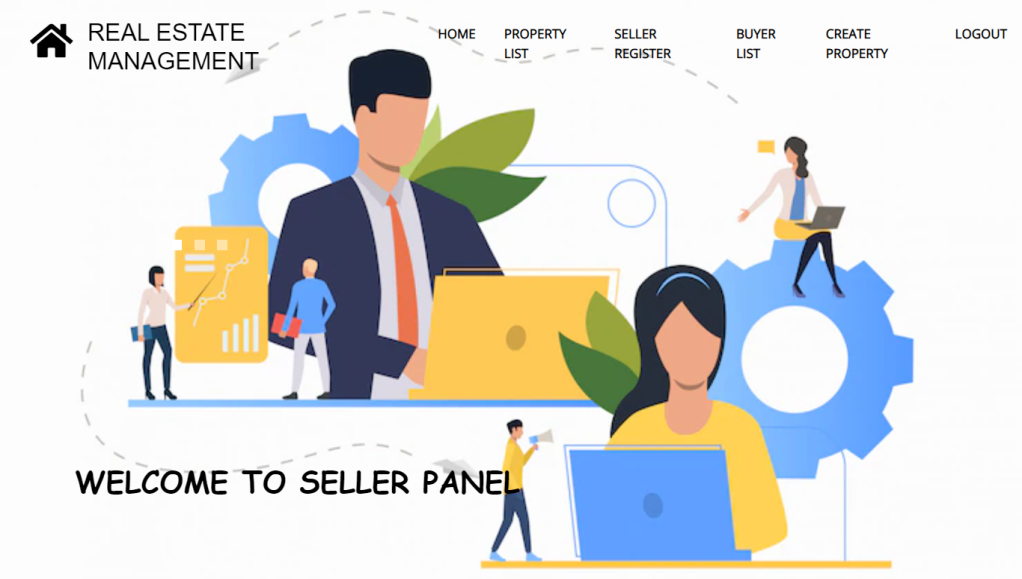 REAL ESTATE
MANAGEMENT
HOME
PROPERTY
LIST
SELLER
REGISTER
BUYER
LIST
CREATE
PROPERTY
LOGOUT
WELCOME TO SELLER PANEL